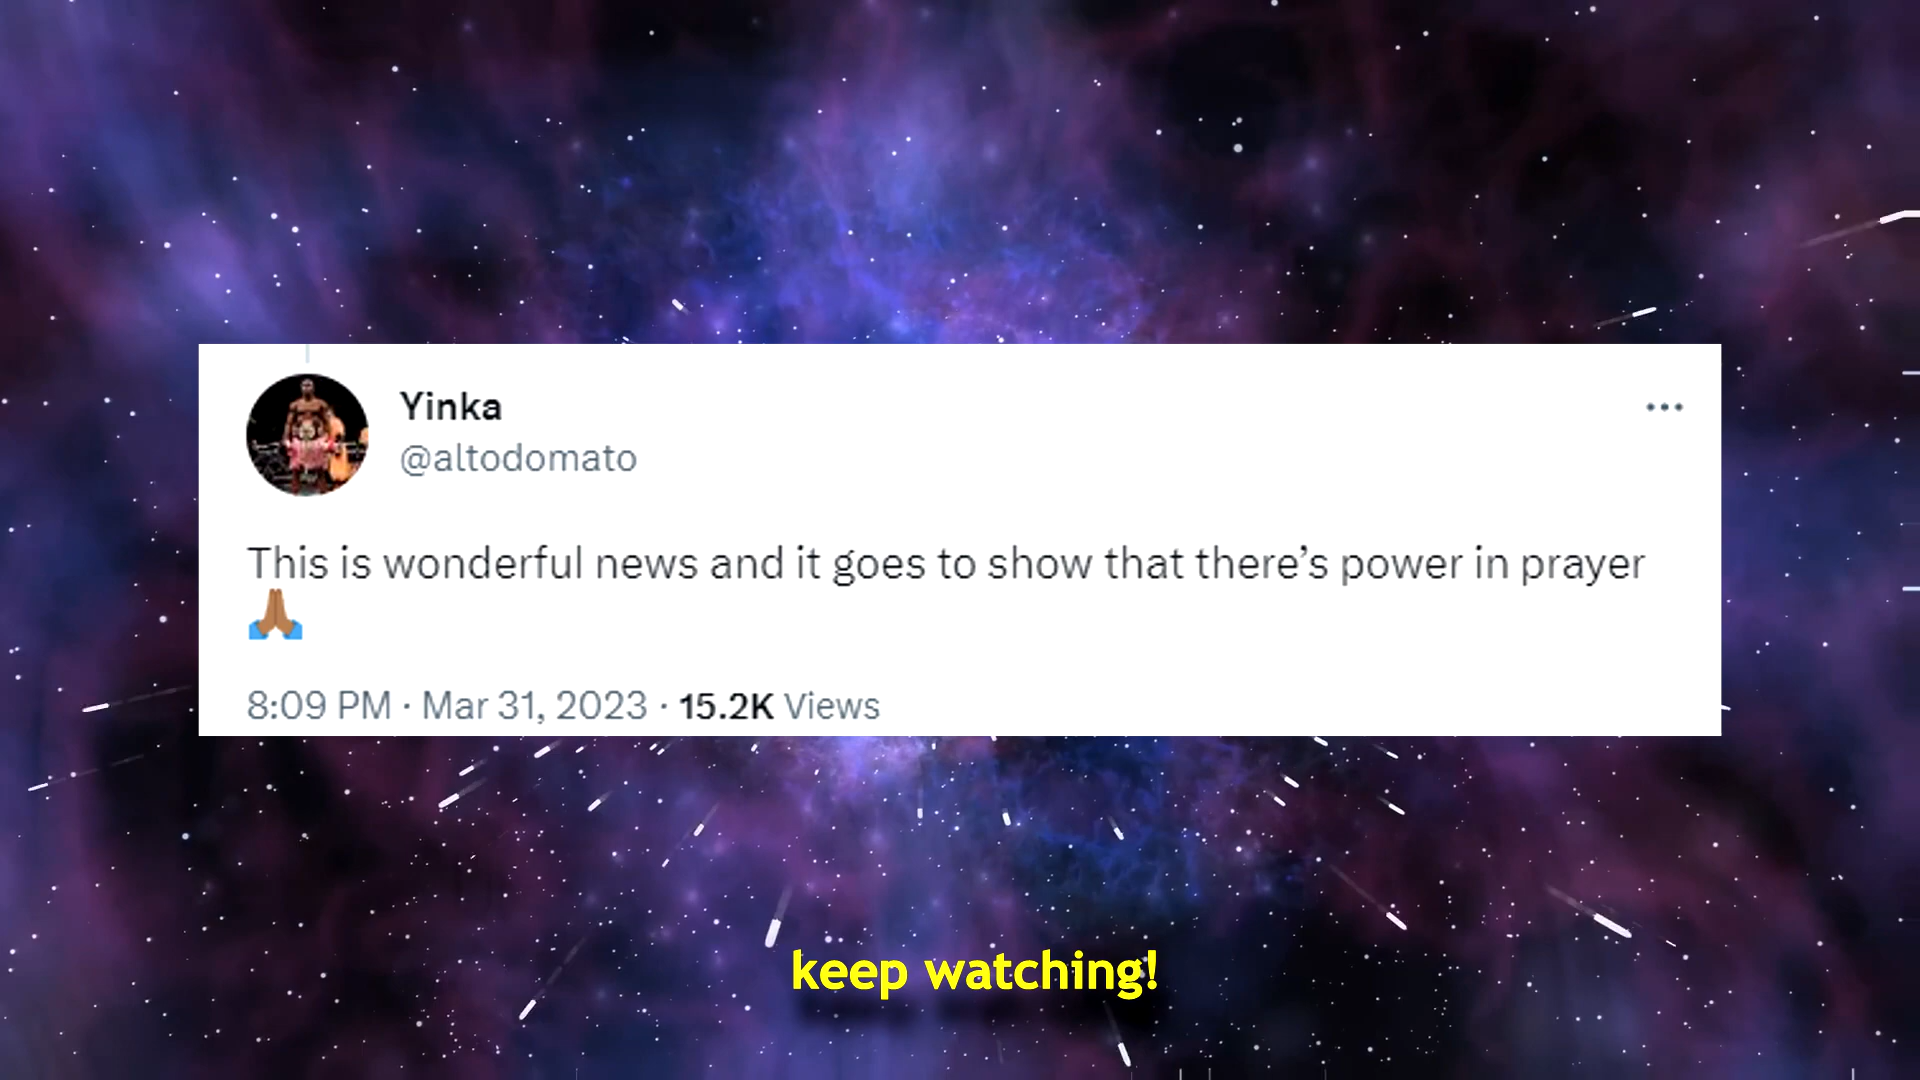 Yinka
@altodomato
This is wonderful news and it goes to show that there’s power in prayer
🙏🏽
8:09 PM · Mar 31, 2023 · 15.2K Views
keep watching!